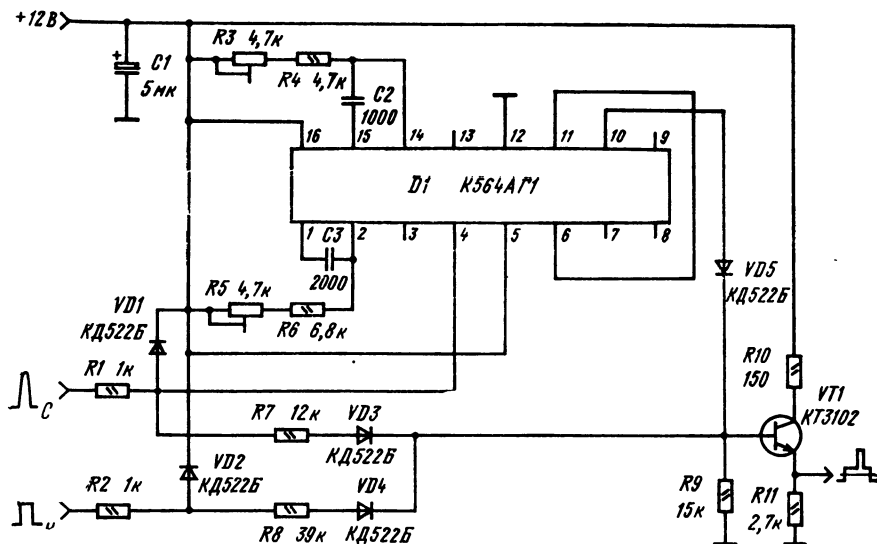 +12В
R3 4,7к
R4 4,7к
+
C1
5мк
C2
1000
16 15 14 13 12 11 10 9
D1 К564АГ1
1 2 3 4 5 6 7 8
C3
2000
R5 4,7к
R6 6,8к
VD1
КД522Б
VD5
КД522Б
R1 1к
C
R10
150
VT1
КТ3102
R7 12к
VD3
КД522Б
VD2
КД522Б
R2 1к
VD4
R8 39к
КД522Б
R9
15к
R11
2,7к